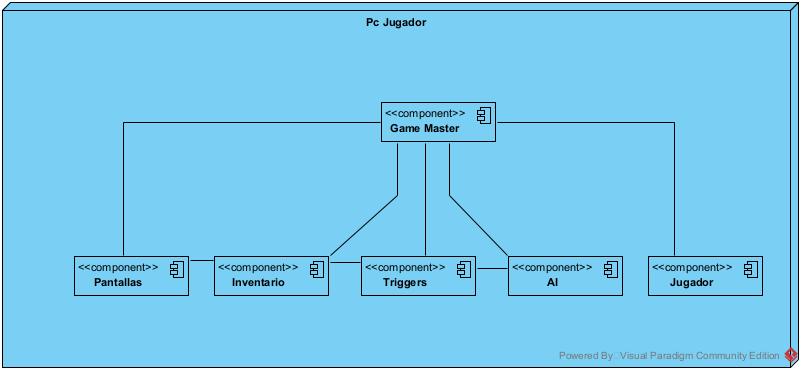 Pc Jugador
<<component>>
Game Master
<<component>>
Pantallas
<<component>>
Inventario
<<component>>
Triggers
<<component>>
AI
<<component>>
Jugador
Powered By Visual Paradigm Community Edition